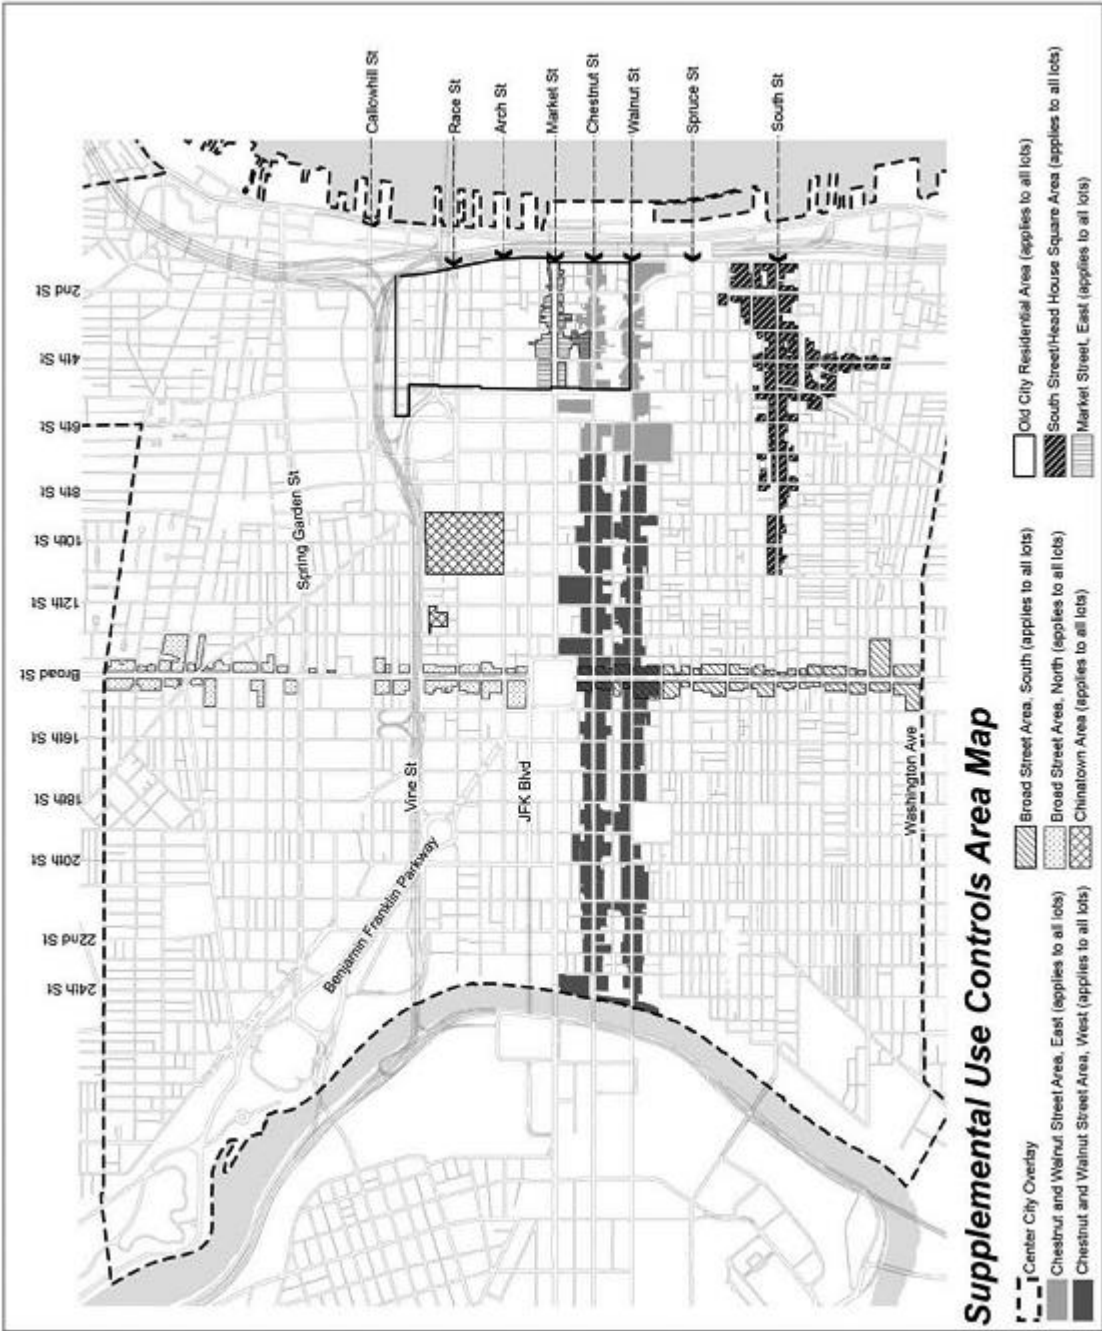 Callowhill St
Race St
Arch St
Market St
Chestnut St
Walnut St
Spruce St
South St
2nd St
4th St
6th St
8th St
10th St
12th St
Broad St
16th St
18th St
20th St
22nd St
24th St
Spring Garden St
Vine St
JFK Blvd
Benjamin Franklin Parkway
Washington Ave
Supplemental Use Controls Area Map
Center City Overlay
Chestnut and Walnut Street Area, East (applies to all lots)
Chestnut and Walnut Street Area, West (applies to all lots)
Broad Street Area, South (applies to all lots)
Broad Street Area, North (applies to all lots)
Chinatown Area (applies to all lots)
Old City Residential Area (applies to all lots)
South Street/Head House Square Area (applies to all lots)
Market Street, East (applies to all lots)